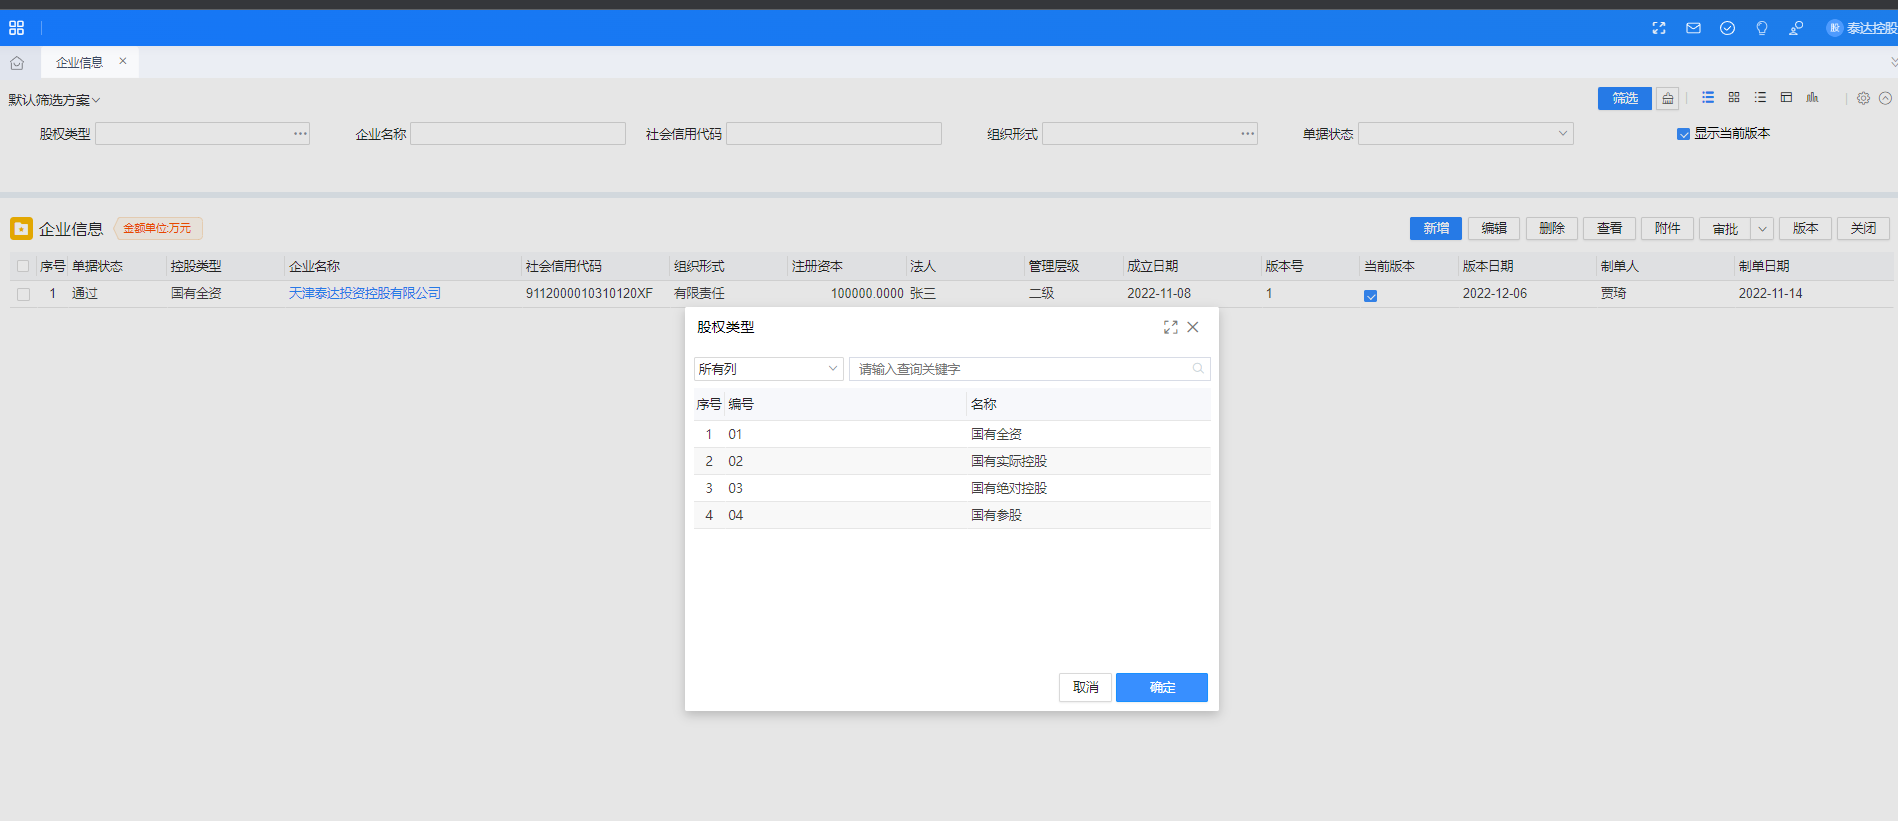 股 泰达控股
企业信息
默认筛选方案
筛选
股权类型 企业名称 社会信用代码 组织形式 单据状态 显示当前版本
企业信息 金额单位:万元 新增 编辑 删除 查看 附件 审批 版本 关闭
序号 单据状态 控股类型 企业名称 社会信用代码 组织形式 注册资本 法人 管理层级 成立日期 版本号 当前版本 版本日期 制单人 制单日期
1 通过 国有全资 天津泰达投资控股有限公司 9112000010310120XF 有限责任 100000.0000 张三 二级 2022-11-08 1 2022-12-06 贾琦 2022-11-14
股权类型
所有列 请输入查询关键字
序号 编号 名称
1 01 国有全资
2 02 国有实际控股
3 03 国有绝对控股
4 04 国有参股
取消 确定